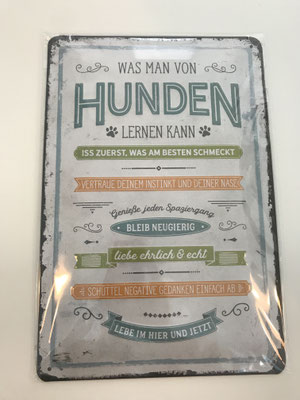 WAS MAN VON
HUNDEN
LERNEN KANN
ISS ZUERST, WAS AM BESTEN SCHMECKT
VERTRAUE DEINEM INSTINKT UND DEINER NASE
Genieße jeden Spaziergang
BLEIB NEUGIERIG
liebe ehrlich & echt
SCHÜTTEL NEGATIVE GEDANKEN EINFACH AB
LEBE IM HIER UND JETZT